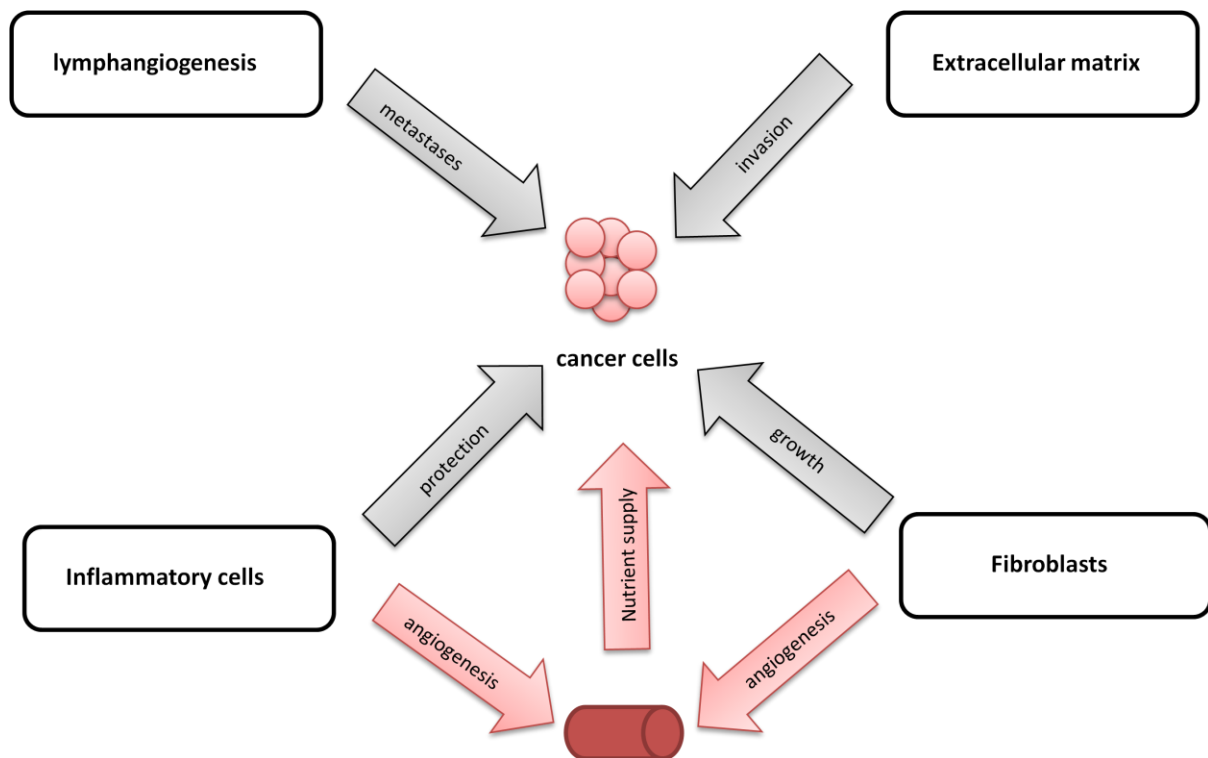 lymphangiogenesis
Extracellular matrix
metastases
invasion
cancer cells
protection
growth
Nutrient supply
Inflammatory cells
Fibroblasts
angiogenesis
angiogenesis